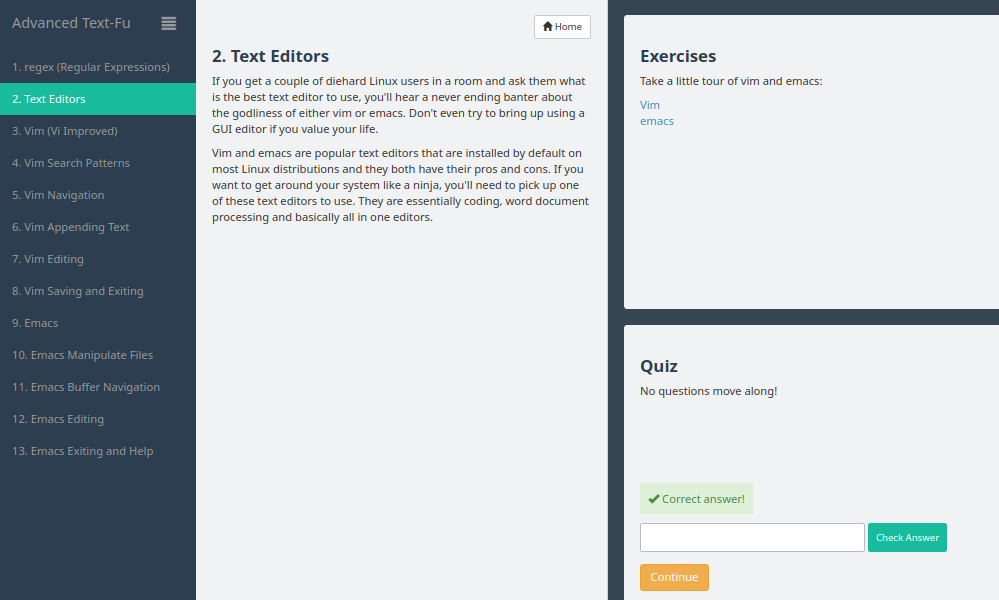 Advanced Text-Fu
1. regex (Regular Expressions)
2. Text Editors
3. Vim (Vi Improved)
4. Vim Search Patterns
5. Vim Navigation
6. Vim Appending Text
7. Vim Editing
8. Vim Saving and Exiting
9. Emacs
10. Emacs Manipulate Files
11. Emacs Buffer Navigation
12. Emacs Editing
13. Emacs Exiting and Help
Home
2. Text Editors
If you get a couple of diehard Linux users in a room and ask them what
is the best text editor to use, you'll hear a never ending banter about
the godliness of either vim or emacs. Don't even try to bring up using a
GUI editor if you value your life.
Vim and emacs are popular text editors that are installed by default on
most Linux distributions and they both have their pros and cons. If you
want to get around your system like a ninja, you'll need to pick up one
of these text editors to use. They are essentially coding, word document
processing and basically all in one editors.
Exercises
Take a little tour of vim and emacs:
Vim
emacs
Quiz
No questions move along!
Correct answer!
Check Answer
Continue